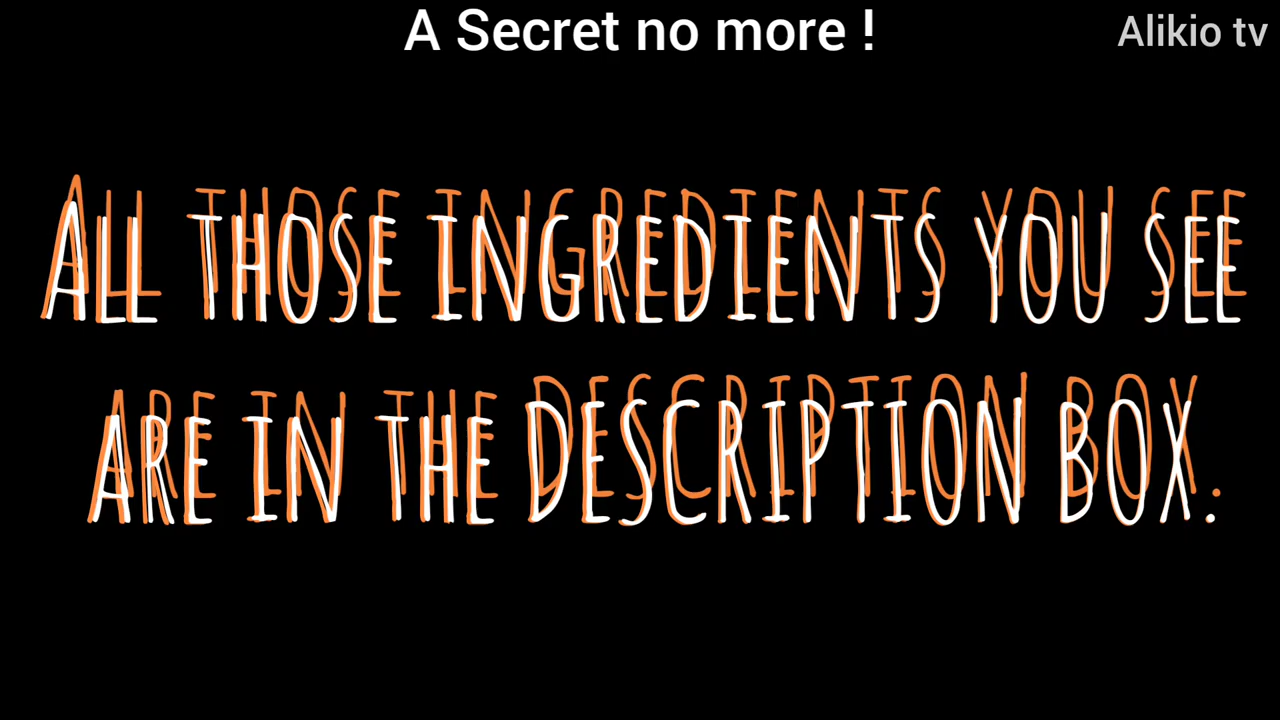 A Secret no more !
Alikio tv
All those ingredients you see
are in the description box.